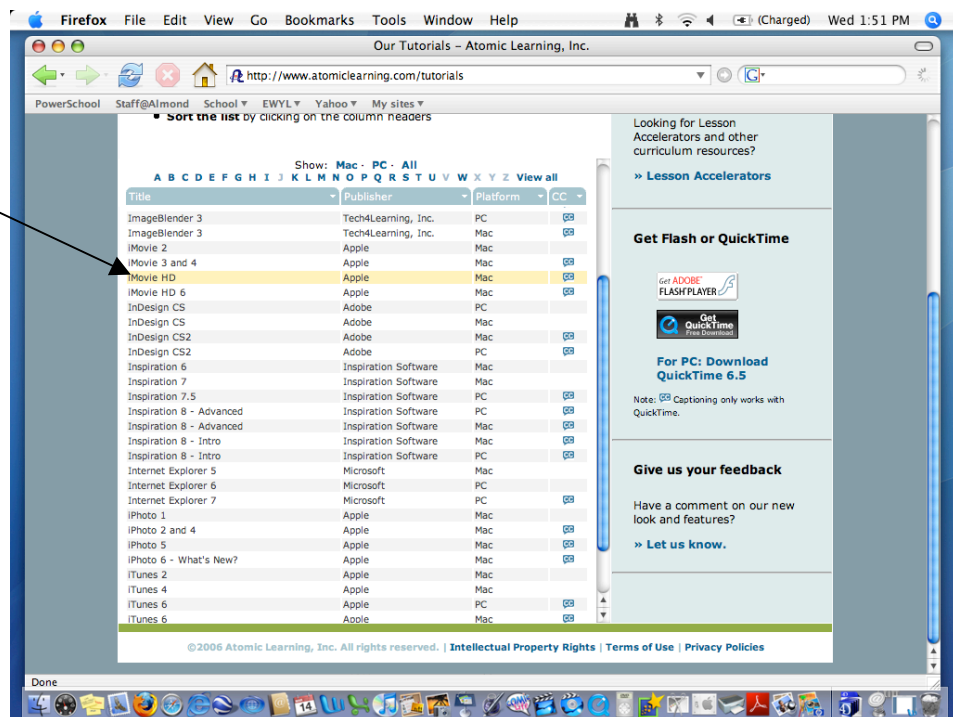 Firefox File Edit View Go Bookmarks Tools Window Help (Charged) Wed 1:51 PM
Our Tutorials – Atomic Learning, Inc.
http://www.atomiclearning.com/tutorials G
PowerSchool Staff@Almond School EWYL Yahoo My sites
• Sort the list by clicking on the column headers
Show: Mac · PC · All
A B C D E F G H I J K L M N O P Q R S T U V W X Y Z View all
Title Publisher Platform CC
ImageBlender 3 Tech4Learning, Inc. PC
ImageBlender 3 Tech4Learning, Inc. Mac
iMovie 2 Apple Mac
iMovie 3 and 4 Apple Mac
iMovie HD Apple Mac
iMovie HD 6 Apple Mac
InDesign CS Adobe PC
InDesign CS Adobe Mac
InDesign CS2 Adobe Mac
InDesign CS2 Adobe PC
Inspiration 6 Inspiration Software Mac
Inspiration 7 Inspiration Software Mac
Inspiration 7.5 Inspiration Software PC
Inspiration 8 - Advanced Inspiration Software PC
Inspiration 8 - Advanced Inspiration Software Mac
Inspiration 8 - Intro Inspiration Software Mac
Inspiration 8 - Intro Inspiration Software PC
Internet Explorer 5 Microsoft Mac
Internet Explorer 6 Microsoft PC
Internet Explorer 7 Microsoft PC
iPhoto 1 Apple Mac
iPhoto 2 and 4 Apple Mac
iPhoto 5 Apple Mac
iPhoto 6 - What's New? Apple Mac
iTunes 2 Apple Mac
iTunes 4 Apple Mac
iTunes 6 Apple PC
iTunes 6 Apple Mac
Looking for Lesson
Accelerators and other
curriculum resources?
» Lesson Accelerators
Get Flash or QuickTime
Get ADOBE
FLASH PLAYER
Get
QuickTime
Free Download
For PC: Download
QuickTime 6.5
Note: Captioning only works with
QuickTime.
Give us your feedback
Have a comment on our new
look and features?
» Let us know.
©2006 Atomic Learning, Inc. All rights reserved. | Intellectual Property Rights | Terms of Use | Privacy Policies
Done
14